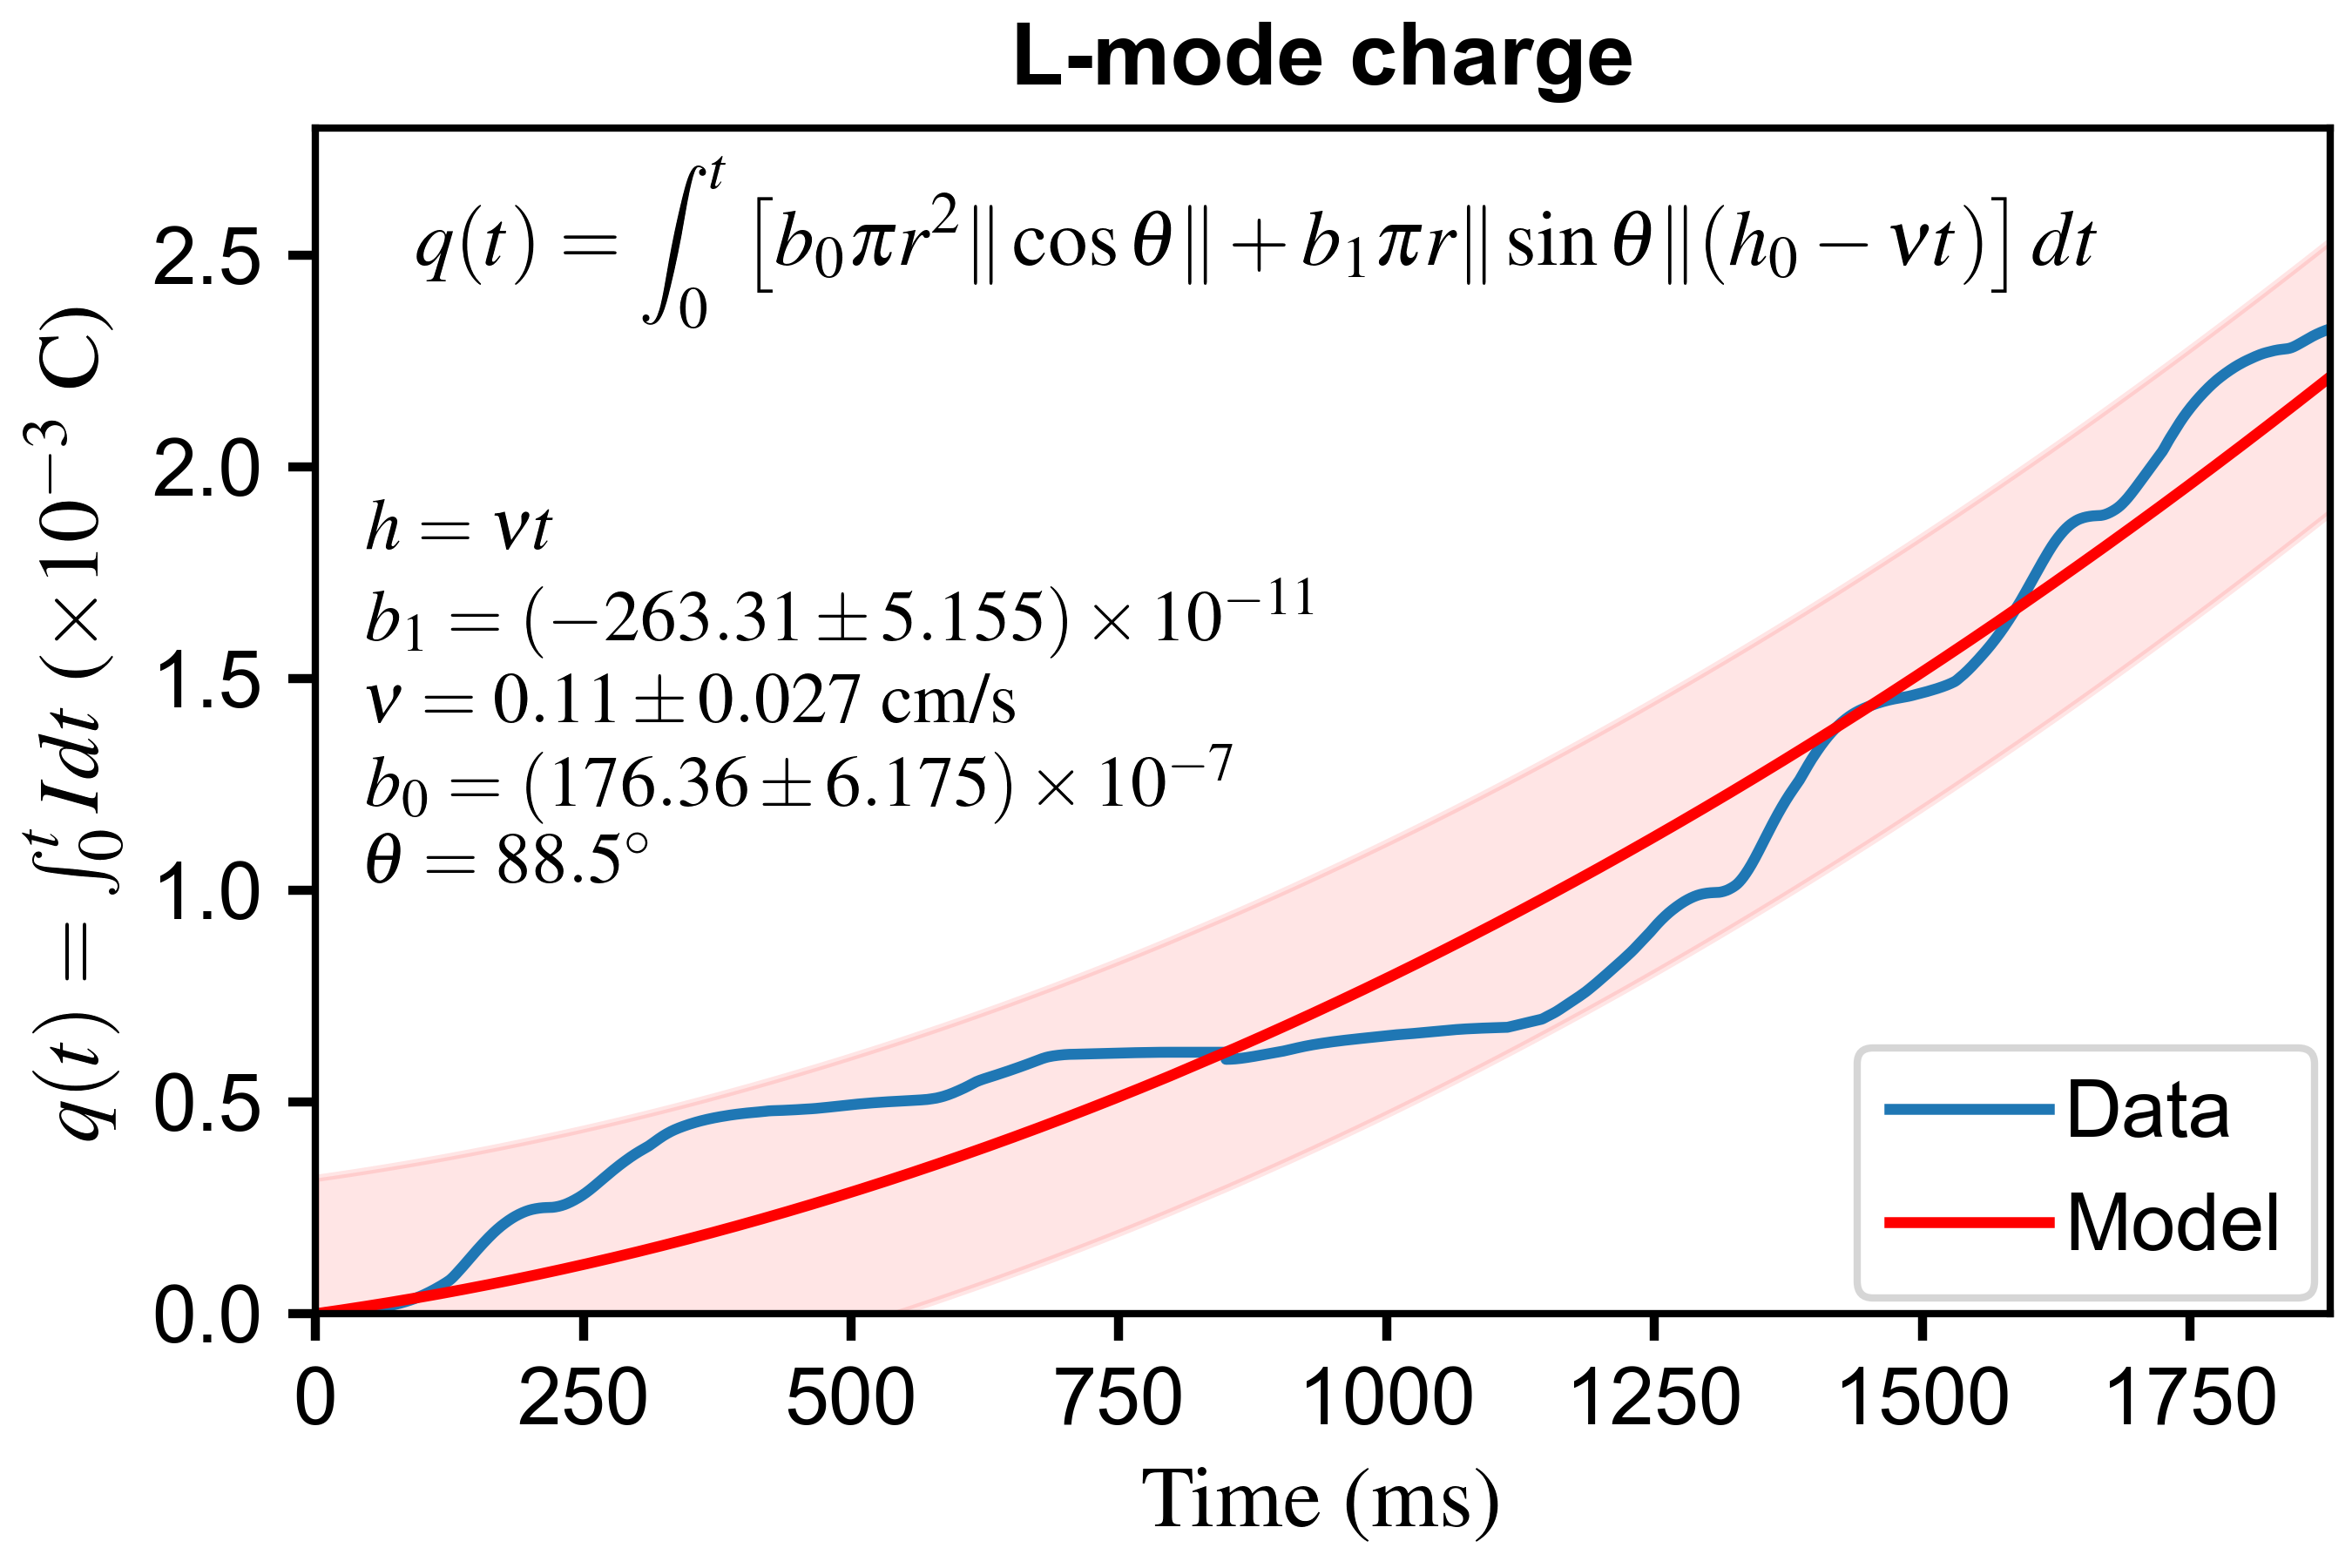 L-mode charge
q(t) = ∫₀ᵗ [b₀πr²‖cos θ‖ + b₁πr‖sin θ‖(h₀ − νt)] dt
h = νt
b₁ = (−263.31 ± 5.155) × 10⁻¹¹
ν = 0.11 ± 0.027 cm/s
b₀ = (176.36 ± 6.175) × 10⁻⁷
θ = 88.5°
q(t) = ∫₀ᵗ Idt (×10⁻³ C)
2.5
2.0
1.5
1.0
0.5
0.0
Data
Model
0 250 500 750 1000 1250 1500 1750
Time (ms)